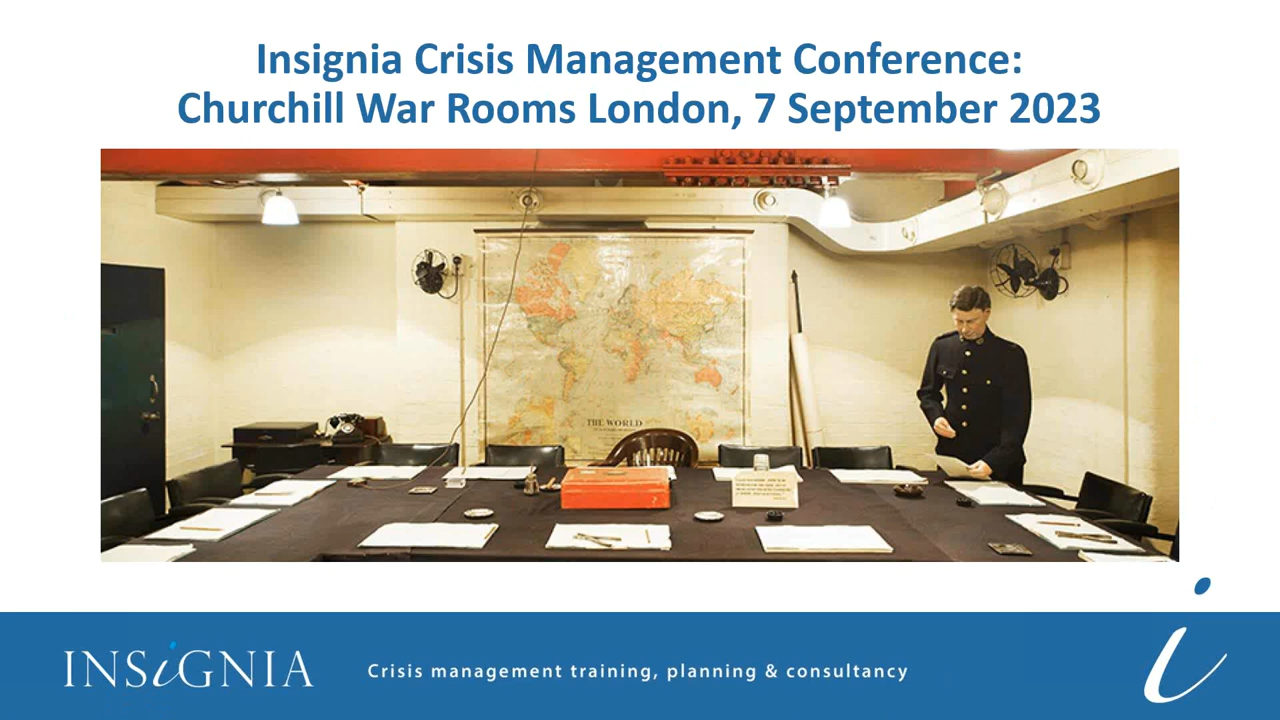 Insignia Crisis Management Conference:
Churchill War Rooms London, 7 September 2023
THE WORLD
INSiGNIA
Crisis management training, planning & consultancy
i